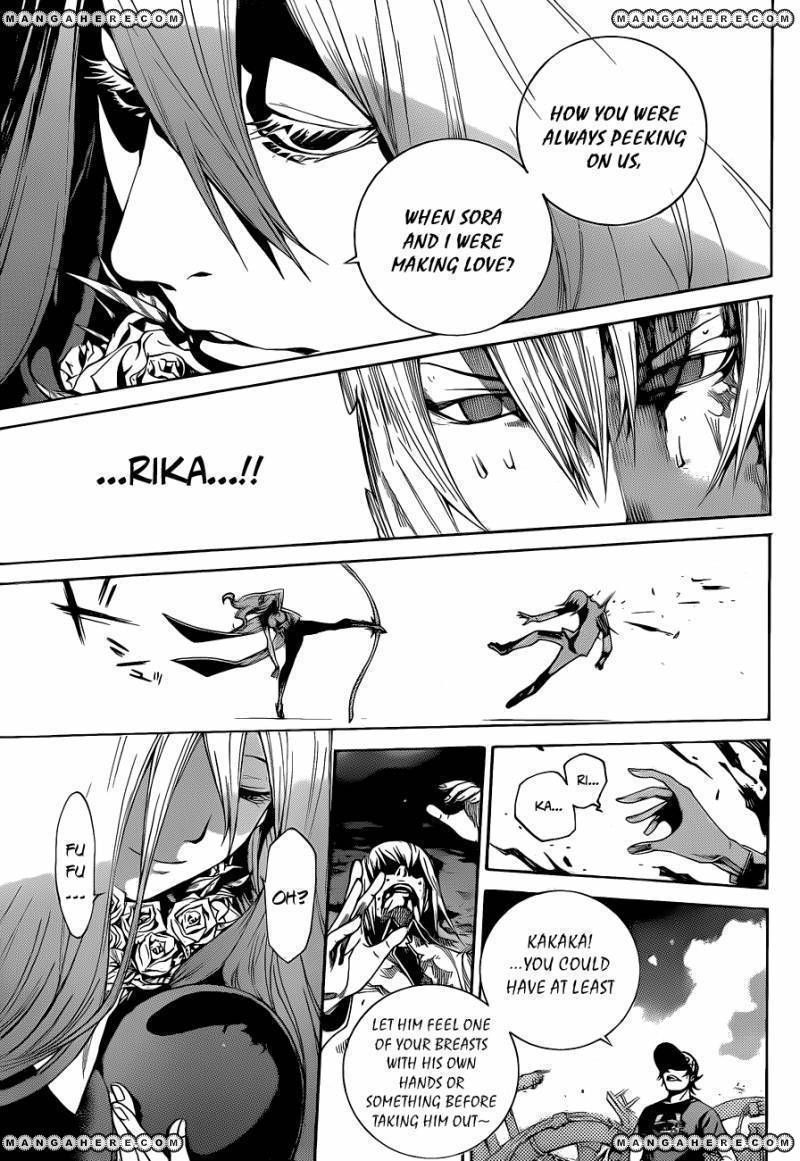 MANGAHERE.COM
MANGAHERE.COM
HOW YOU WERE
ALWAYS PEEKING
ON US,
WHEN SORA
AND I WERE
MAKING LOVE?
...RIKA...!!
RI...
KA...
KAKAKA!
...YOU COULD
HAVE AT LEAST
LET HIM FEEL ONE
OF YOUR BREASTS
WITH HIS OWN
HANDS OR
SOMETHING BEFORE
TAKING HIM OUT~
OH?
FU
FU
....
MANGAHERE.COM
MANGAHERE.COM